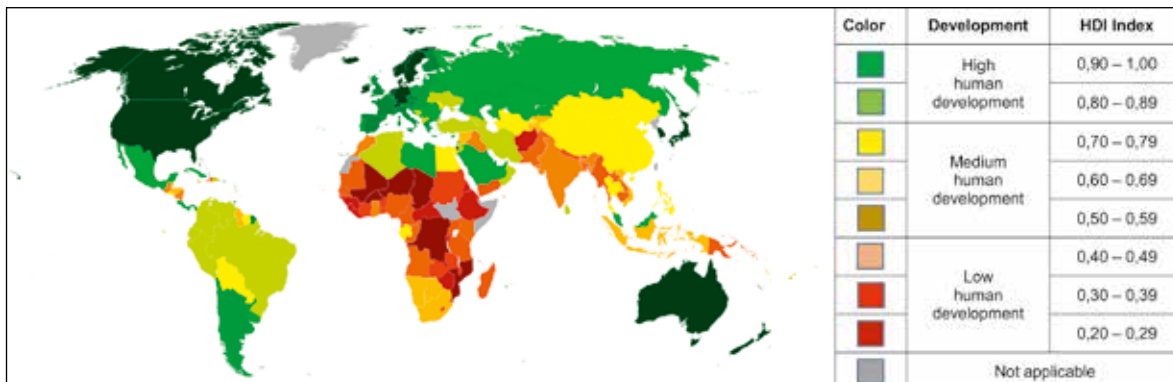 Color Development HDI Index
High
human
development
0,90 – 1,00
0,80 – 0,89
Medium
human
development
0,70 – 0,79
0,60 – 0,69
0,50 – 0,59
Low
human
development
0,40 – 0,49
0,30 – 0,39
0,20 – 0,29
Not applicable